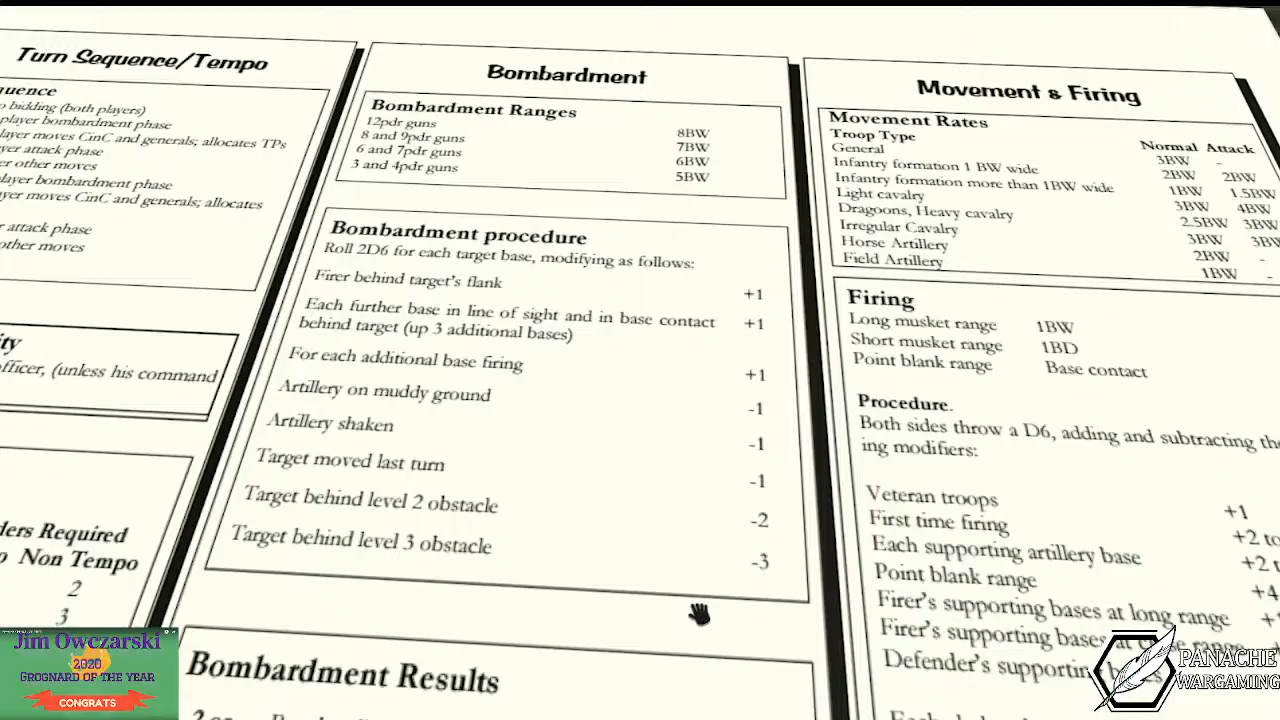 Turn Sequence/Tempo
quence
o bidding (both players)
player bombardment phase
layer moves CinC and generals; allocates TPs
yer attack phase
er other moves
layer bombardment phase
yer moves CinC and generals; allocates
attack phase
other moves
ity
officer, (unless his command
ders Required
o Non Tempo
2
3
Bombardment
Bombardment Ranges
12pdr guns 8BW
8 and 9pdr guns 7BW
6 and 7pdr guns 6BW
3 and 4pdr guns 5BW
Bombardment procedure
Roll 2D6 for each target base, modifying as follows:
Firer behind target's flank +1
Each further base in line of sight and in base contact +1
behind target (up 3 additional bases)
For each additional base firing +1
Artillery on muddy ground -1
Artillery shaken -1
Target moved last turn -1
Target behind level 2 obstacle -2
Target behind level 3 obstacle -3
Bombardment Results
Movement & Firing
Movement Rates
Troop Type Normal Attack
General 3BW -
Infantry formation 1 BW wide 2BW 2BW
Infantry formation more than 1BW wide 1BW 1.5BW
Light cavalry 3BW 4BW
Dragoons, Heavy cavalry 2.5BW 3BW
Irregular Cavalry 3BW 3B
Horse Artillery 2BW -
Field Artillery 1BW -
Firing
Long musket range 1BW
Short musket range 1BD
Point blank range Base contact
Procedure.
Both sides throw a D6, adding and subtracting the
ing modifiers:
Veteran troops +1
First time firing +2 to
Each supporting artillery base +2 t
Point blank range +4
Firer's supporting bases at long range
Firer's supporting bases at
Defender's supporting
Jim Owczarski
2020
Grognard of the Year
CONGRATS
PANACHE
WARGAMING